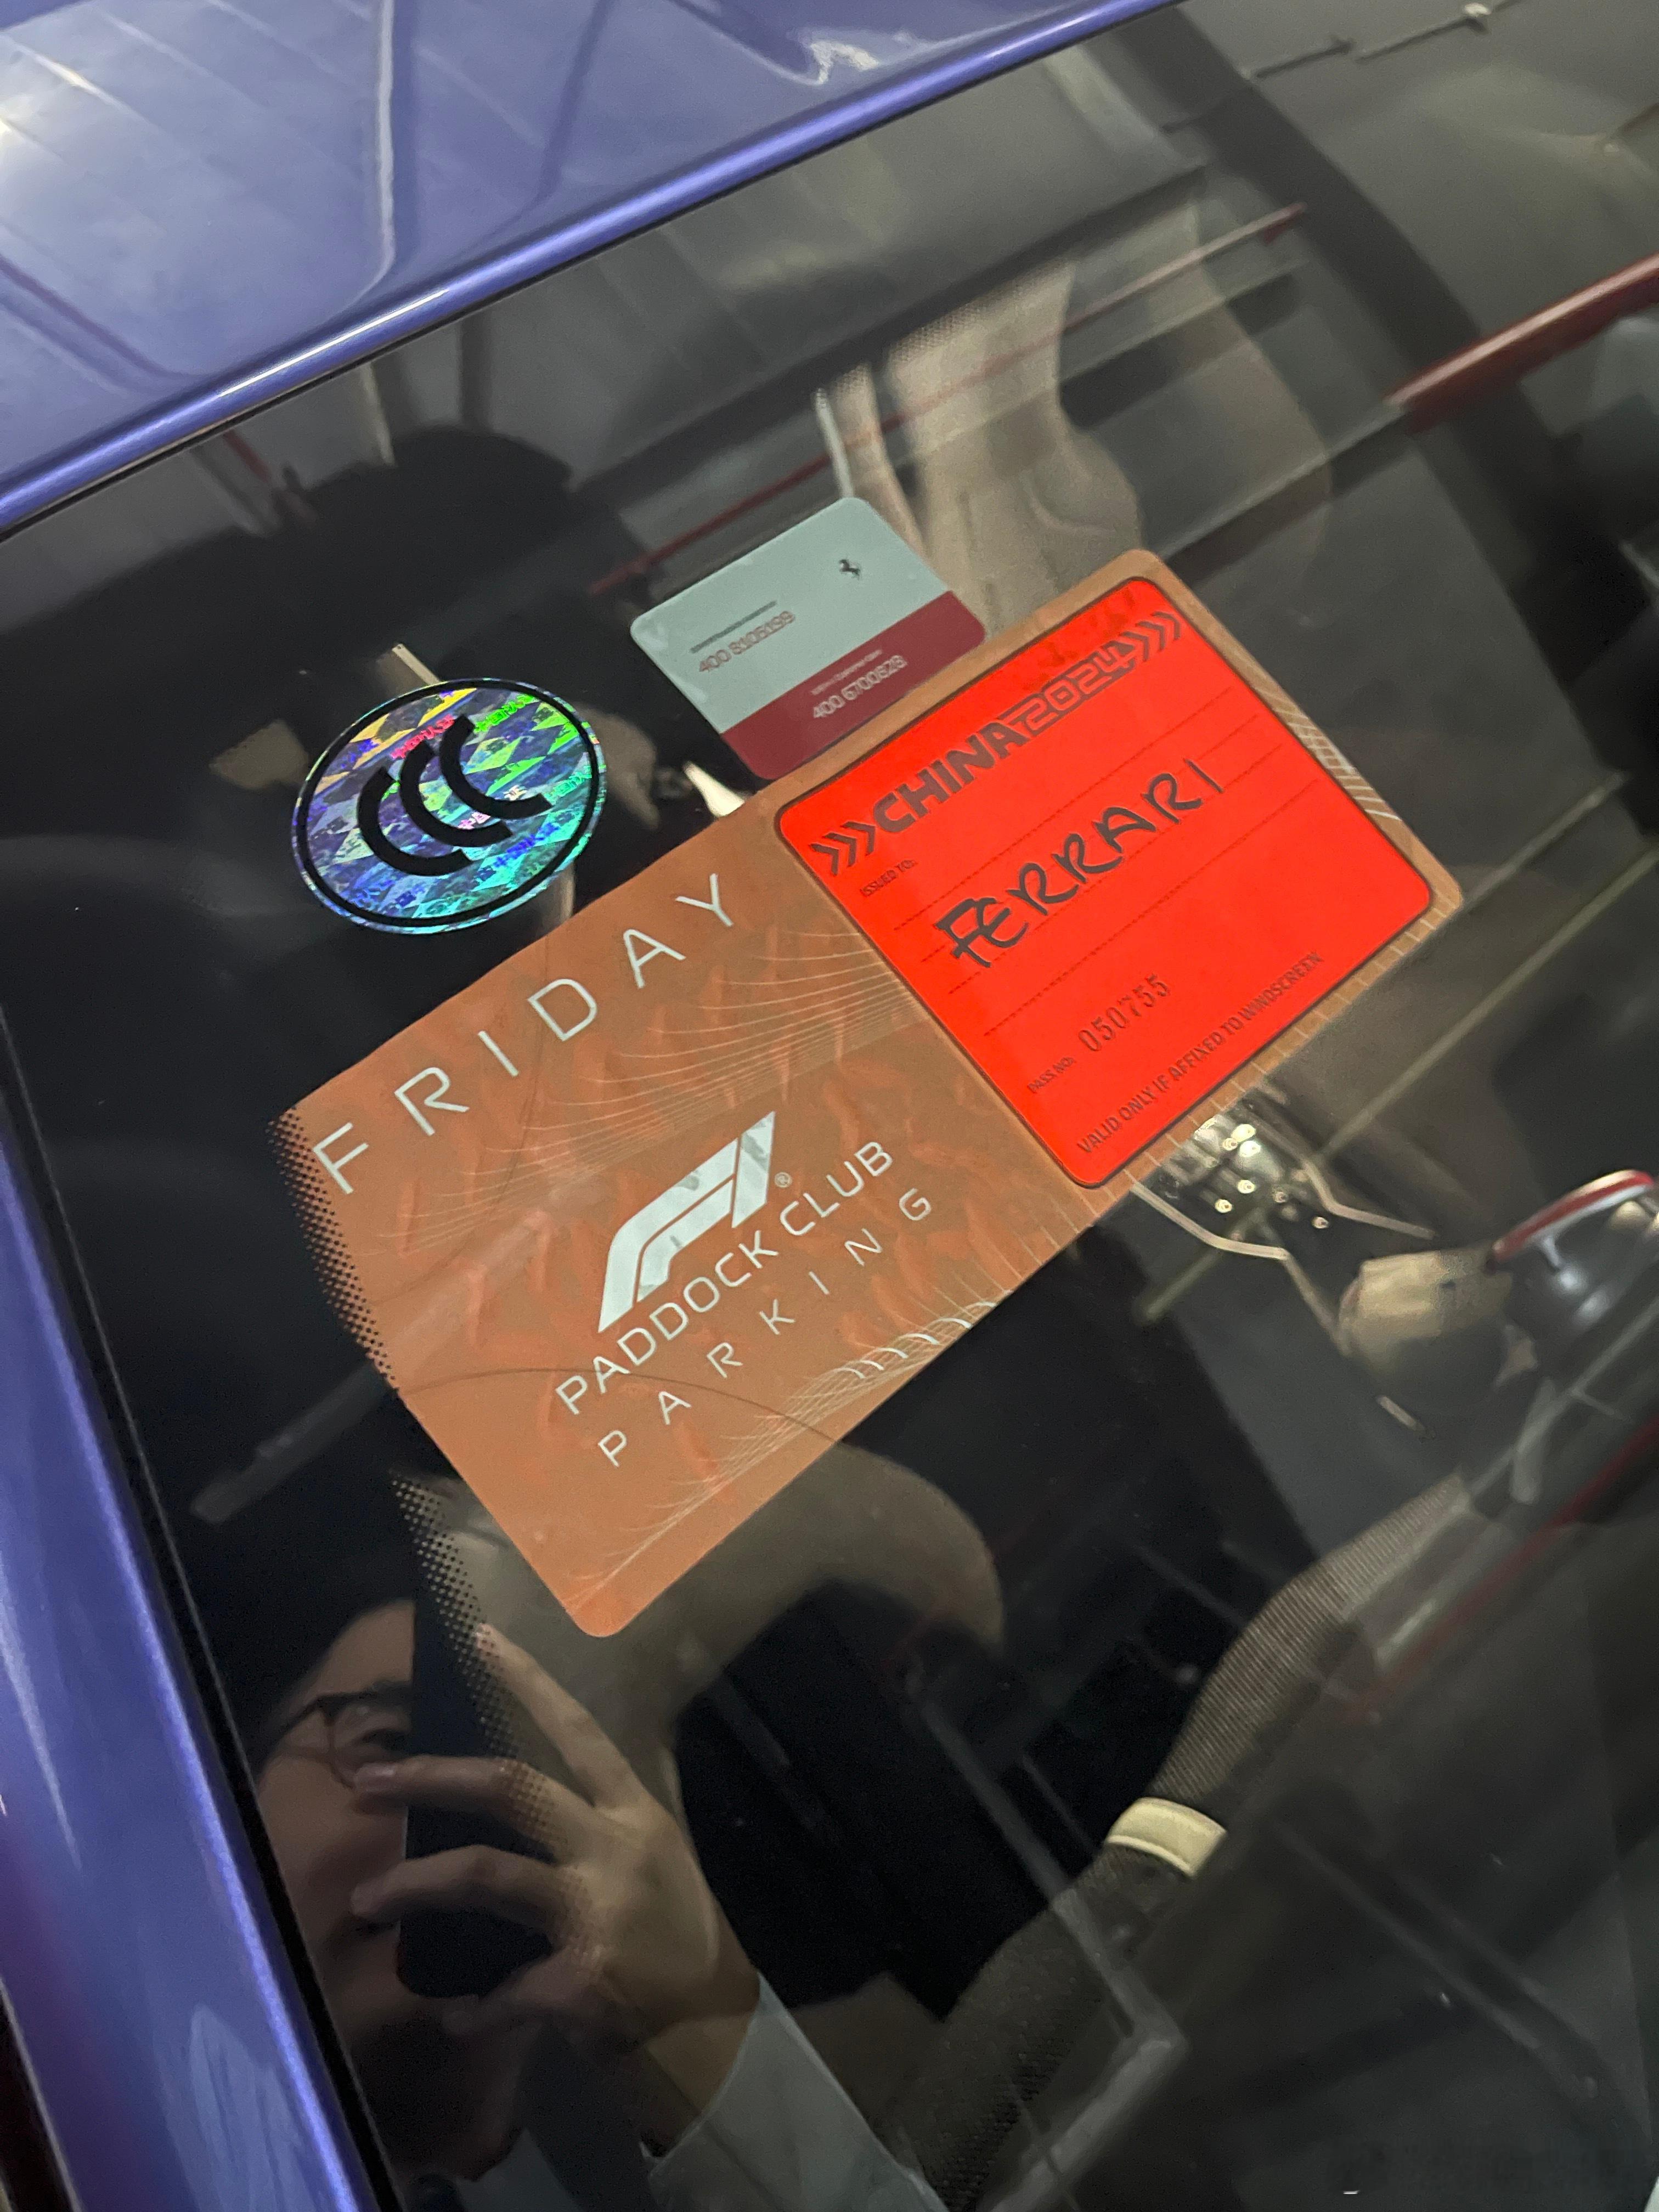 400 8105199
400 6700828
CCC
FRIDAY
F1®
PADDOCK CLUB
PARKING
>>>CHINA2024>>>
ISSUED TO:
FERRARI
PASS NO. 050755
VALID ONLY IF AFFIXED TO WINDSCREEN